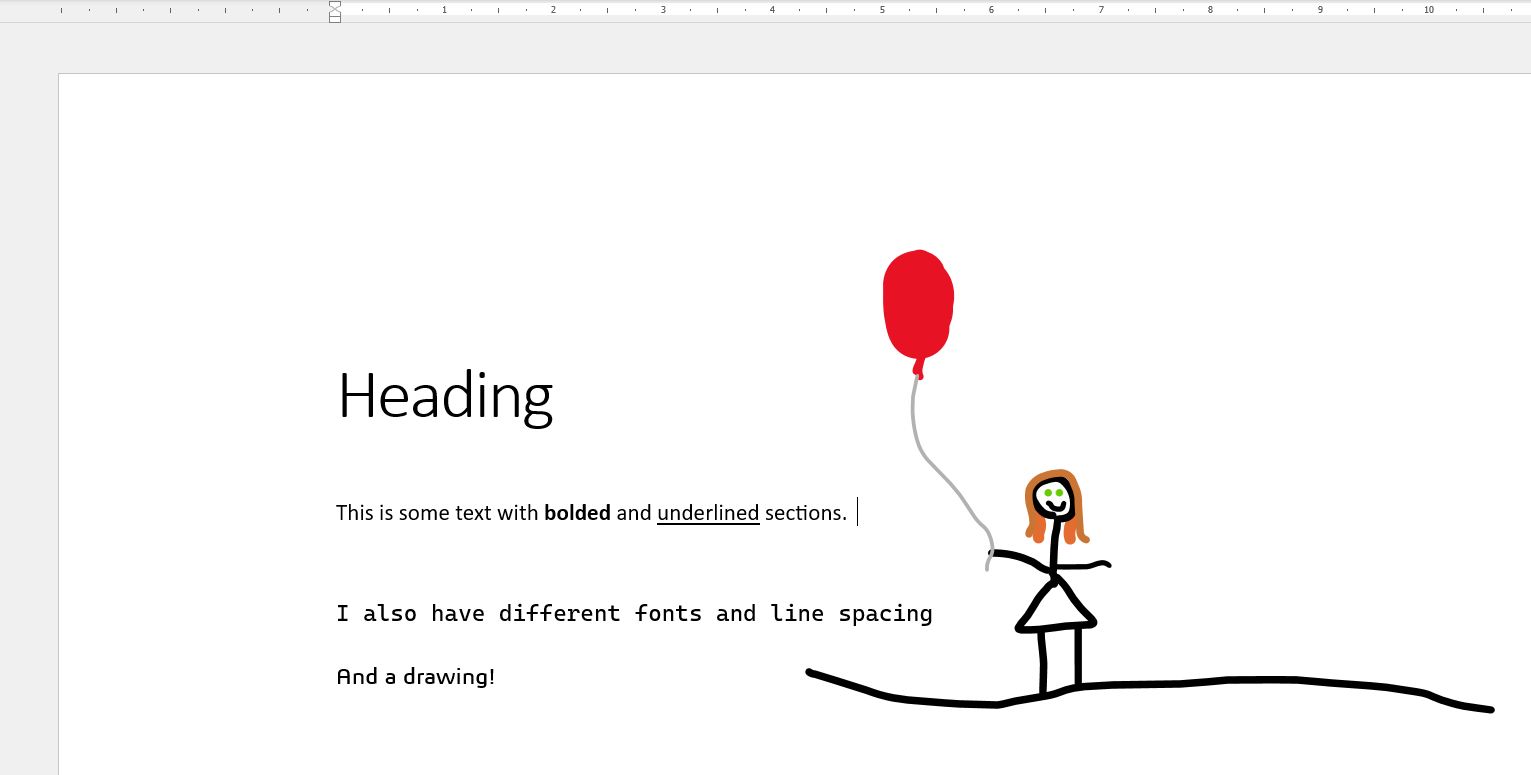 1 2 3 4 5 6 7 8 9 10
Heading
This is some text with bolded and underlined sections.
I also have different fonts and line spacing
And a drawing!